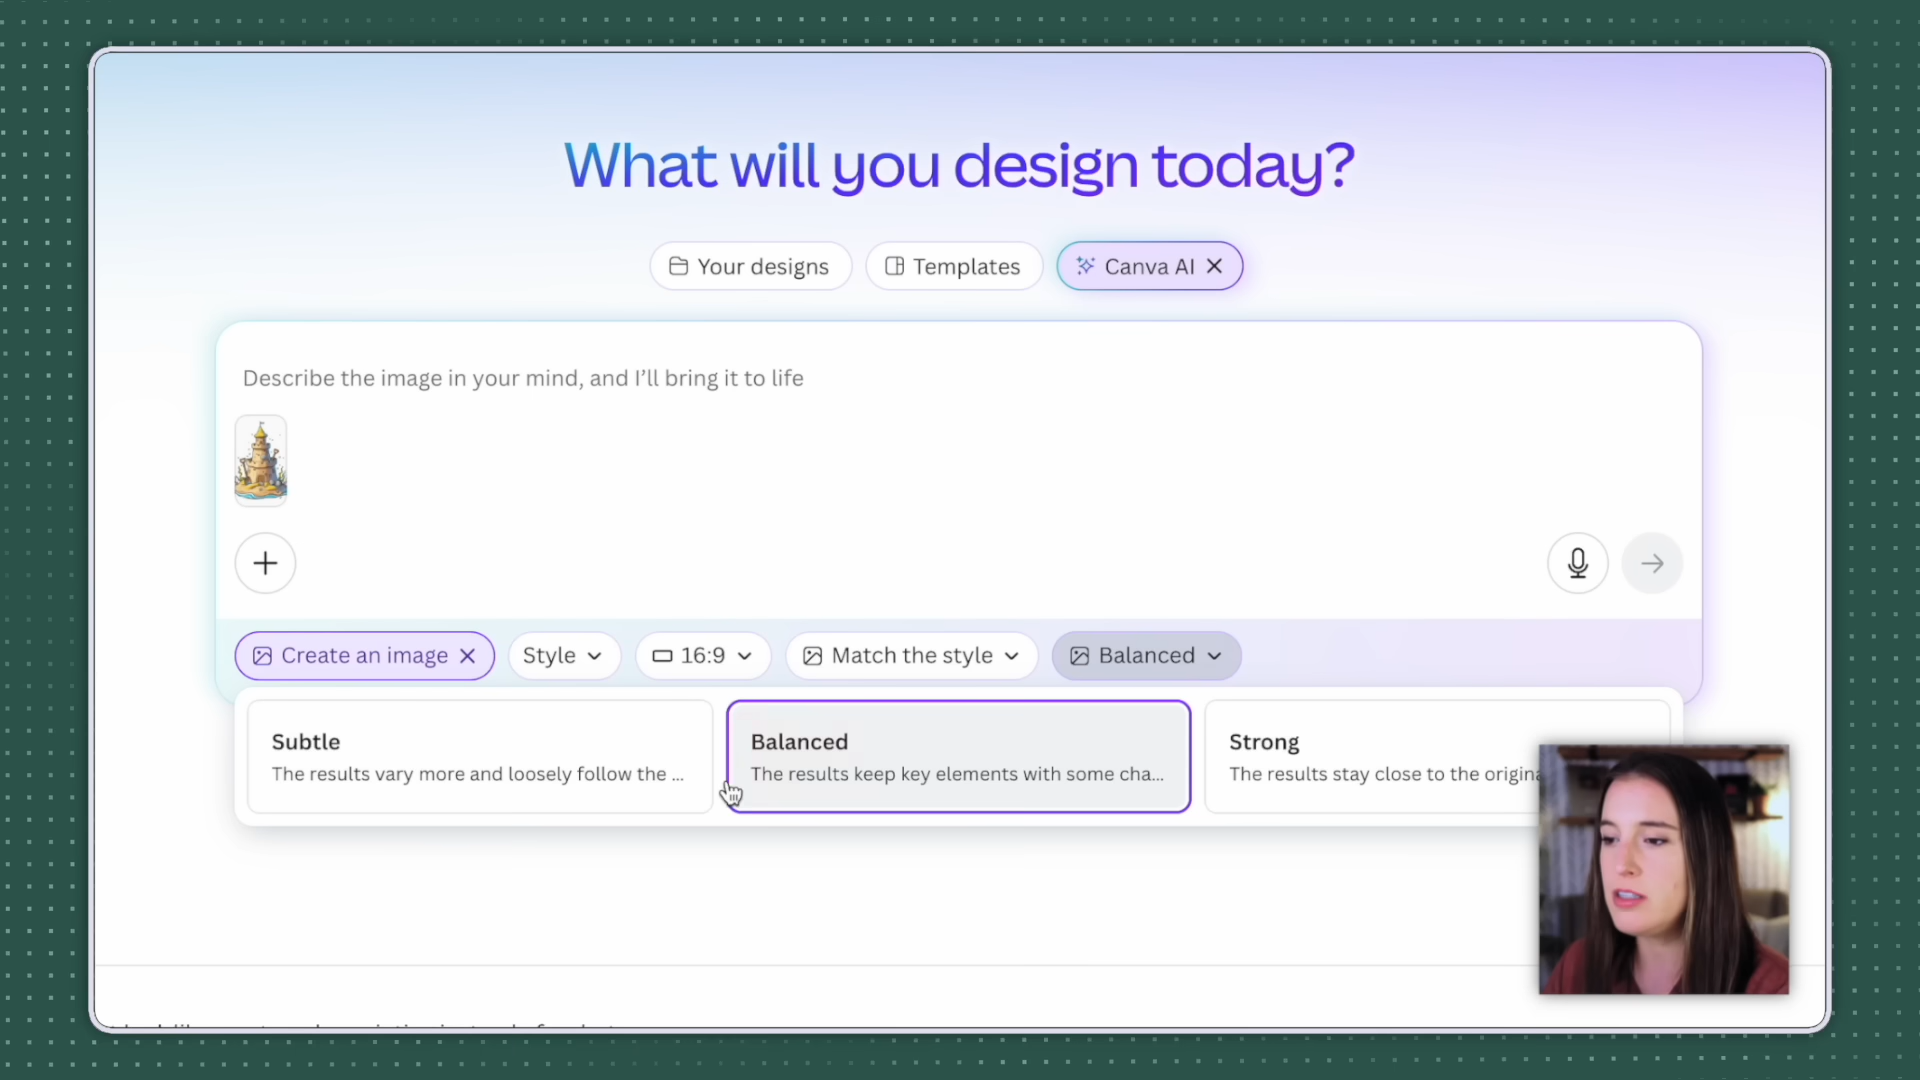 What will you design today?
Your designs
Templates
Canva AI
Describe the image in your mind, and I'll bring it to life
Create an image
Style
16:9
Match the style
Balanced
Subtle
The results vary more and loosely follow the ...
Balanced
The results keep key elements with some cha...
Strong
The results stay close to the origina